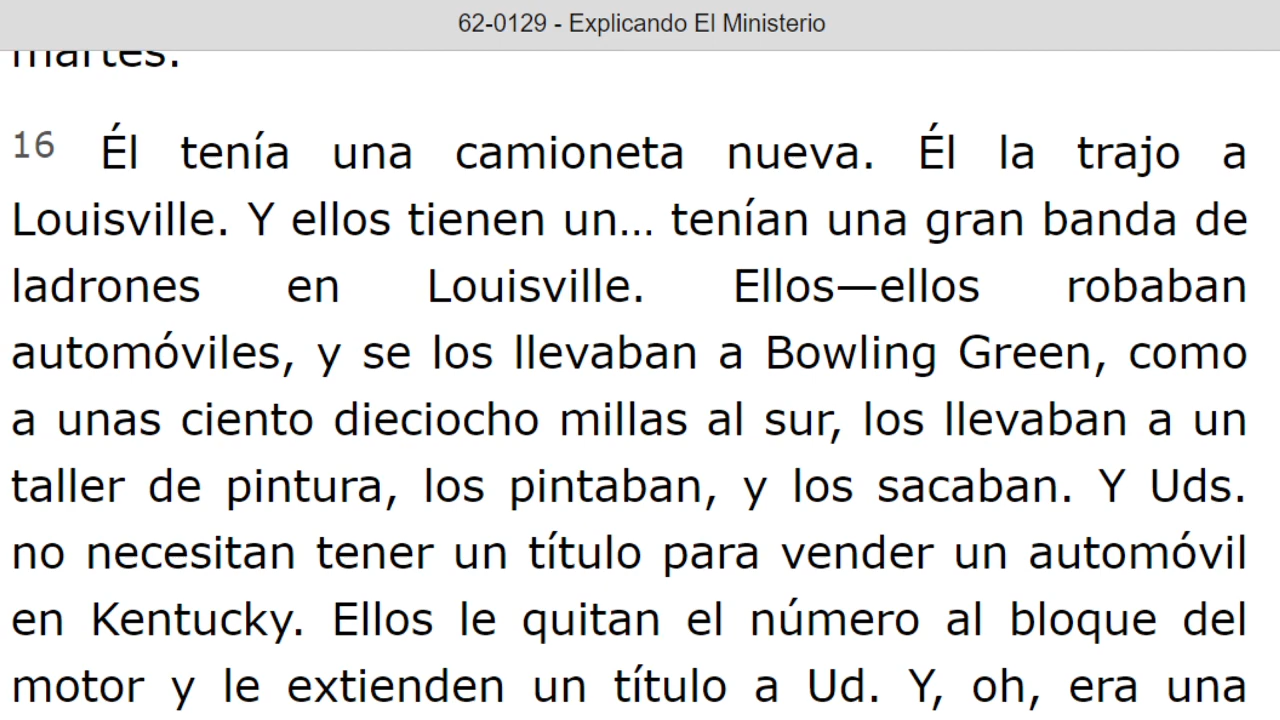 62-0129 - Explicando El Ministerio
martes.
16 Él tenía una camioneta nueva. Él la trajo a
Louisville. Y ellos tienen un... tenían una gran banda de
ladrones en Louisville. Ellos—ellos robaban
automóviles, y se los llevaban a Bowling Green, como
a unas ciento dieciocho millas al sur, los llevaban a un
taller de pintura, los pintaban, y los sacaban. Y Uds.
no necesitan tener un título para vender un automóvil
en Kentucky. Ellos le quitan el número al bloque del
motor y le extienden un título a Ud. Y, oh, era una